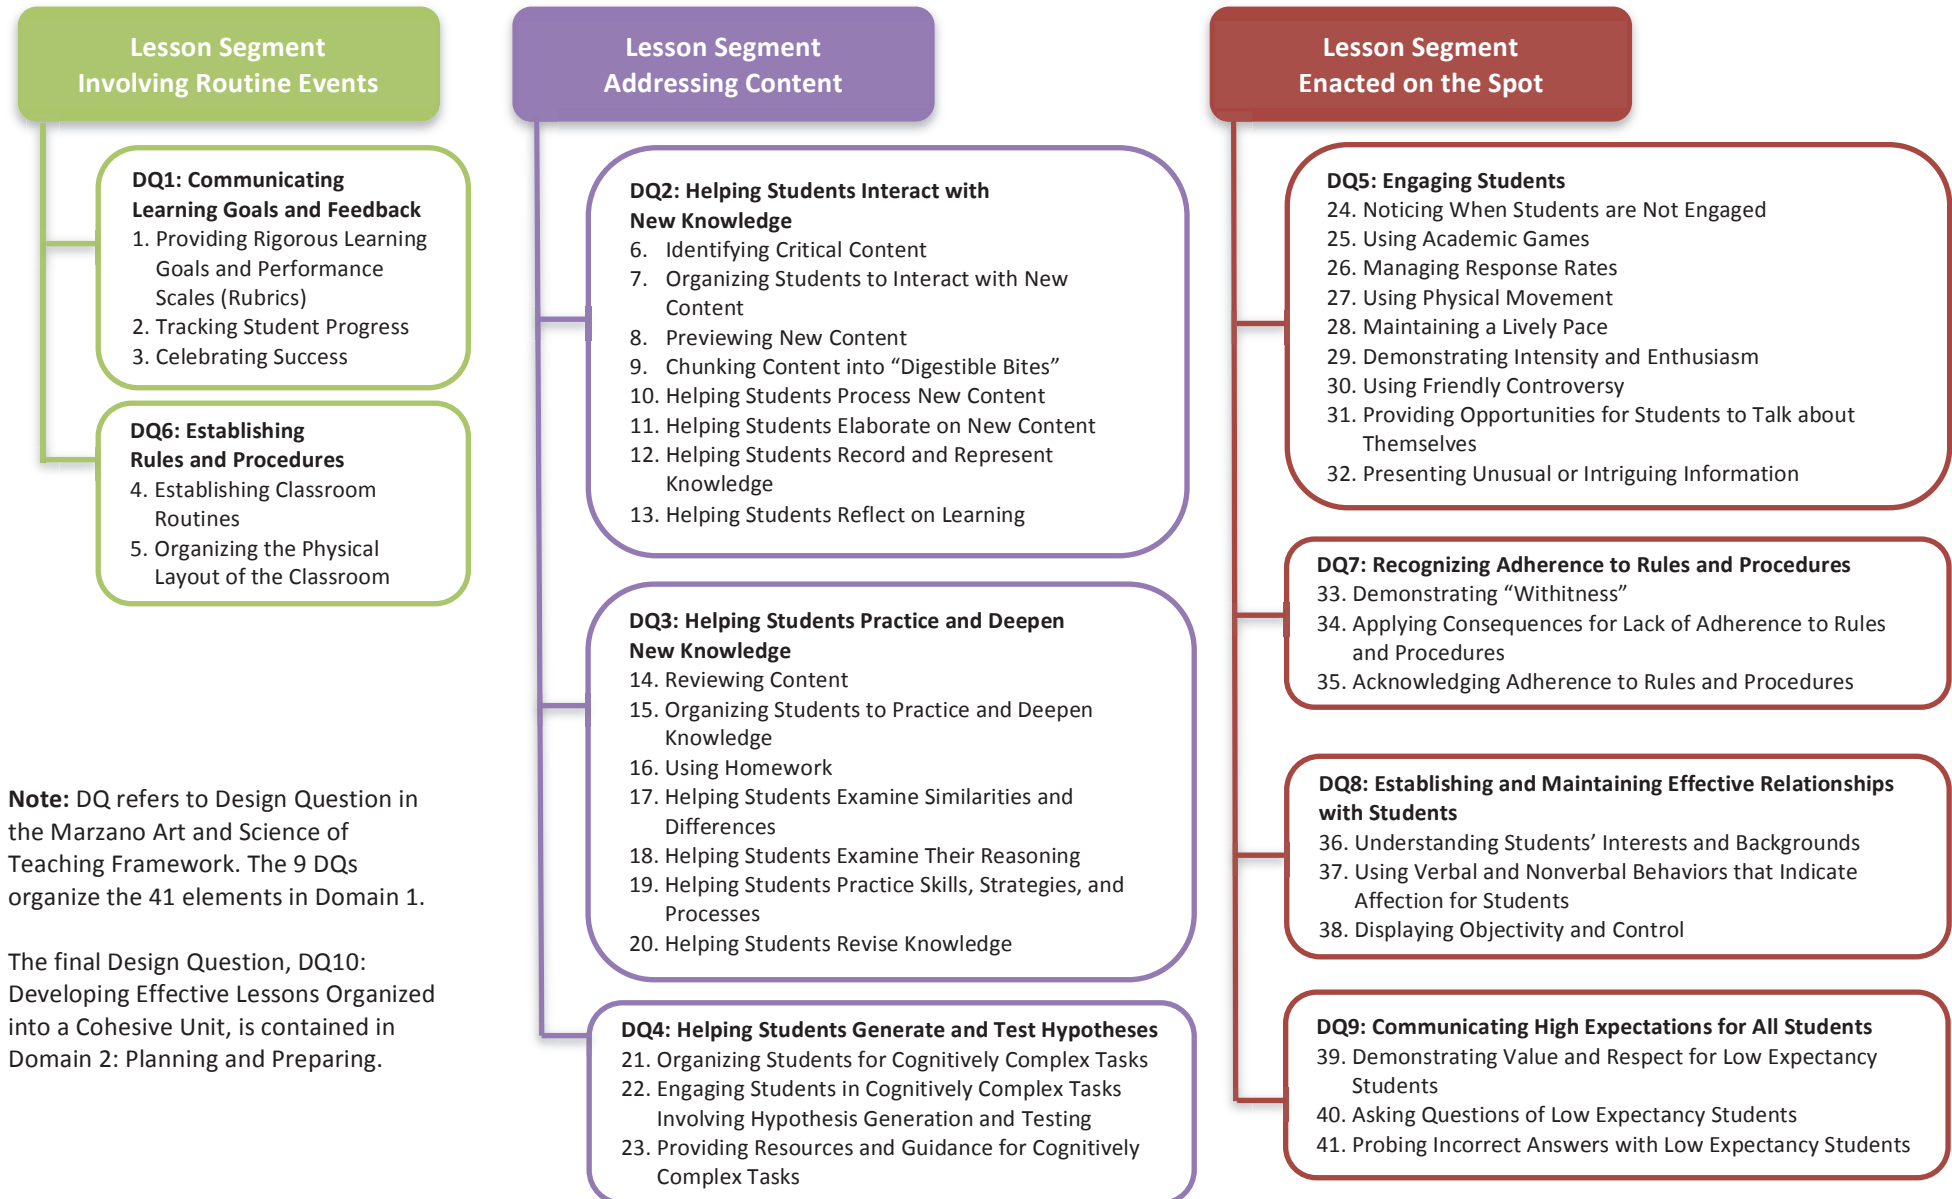 Lesson Segment
Involving Routine Events
DQ1: Communicating
Learning Goals and Feedback
1. Providing Rigorous Learning
Goals and Performance
Scales (Rubrics)
2. Tracking Student Progress
3. Celebrating Success
DQ6: Establishing
Rules and Procedures
4. Establishing Classroom
Routines
5. Organizing the Physical
Layout of the Classroom
Note: DQ refers to Design Question in
the Marzano Art and Science of
Teaching Framework. The 9 DQs
organize the 41 elements in Domain 1.
The final Design Question, DQ10:
Developing Effective Lessons Organized
into a Cohesive Unit, is contained in
Domain 2: Planning and Preparing.
Lesson Segment
Addressing Content
DQ2: Helping Students Interact with
New Knowledge
6. Identifying Critical Content
7. Organizing Students to Interact with New
Content
8. Previewing New Content
9. Chunking Content into “Digestible Bites”
10. Helping Students Process New Content
11. Helping Students Elaborate on New Content
12. Helping Students Record and Represent
Knowledge
13. Helping Students Reflect on Learning
DQ3: Helping Students Practice and Deepen
New Knowledge
14. Reviewing Content
15. Organizing Students to Practice and Deepen
Knowledge
16. Using Homework
17. Helping Students Examine Similarities and
Differences
18. Helping Students Examine Their Reasoning
19. Helping Students Practice Skills, Strategies, and
Processes
20. Helping Students Revise Knowledge
DQ4: Helping Students Generate and Test Hypotheses
21. Organizing Students for Cognitively Complex Tasks
22. Engaging Students in Cognitively Complex Tasks
Involving Hypothesis Generation and Testing
23. Providing Resources and Guidance for Cognitively
Complex Tasks
Lesson Segment
Enacted on the Spot
DQ5: Engaging Students
24. Noticing When Students are Not Engaged
25. Using Academic Games
26. Managing Response Rates
27. Using Physical Movement
28. Maintaining a Lively Pace
29. Demonstrating Intensity and Enthusiasm
30. Using Friendly Controversy
31. Providing Opportunities for Students to Talk about
Themselves
32. Presenting Unusual or Intriguing Information
DQ7: Recognizing Adherence to Rules and Procedures
33. Demonstrating “Withitness”
34. Applying Consequences for Lack of Adherence to Rules
and Procedures
35. Acknowledging Adherence to Rules and Procedures
DQ8: Establishing and Maintaining Effective Relationships
with Students
36. Understanding Students’ Interests and Backgrounds
37. Using Verbal and Nonverbal Behaviors that Indicate
Affection for Students
38. Displaying Objectivity and Control
DQ9: Communicating High Expectations for All Students
39. Demonstrating Value and Respect for Low Expectancy
Students
40. Asking Questions of Low Expectancy Students
41. Probing Incorrect Answers with Low Expectancy Students